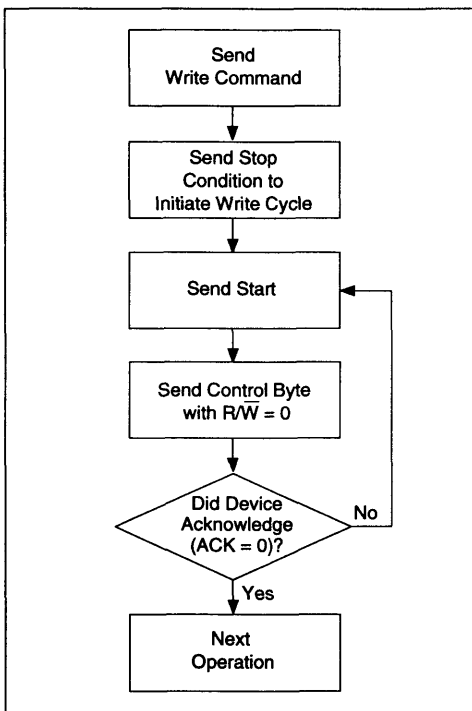 Send
Write Command
Send Stop
Condition to
Initiate Write Cycle
Send Start
Send Control Byte
with R/W̅ = 0
Did Device
Acknowledge
(ACK = 0)?
No
Yes
Next
Operation